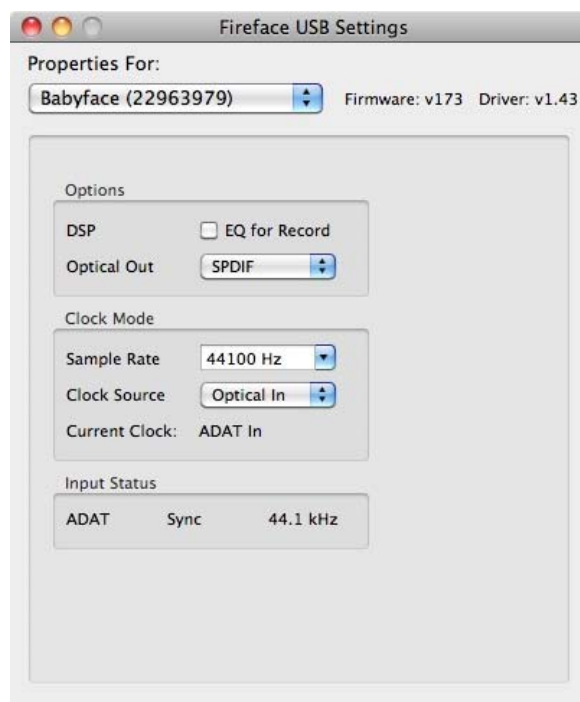 Fireface USB Settings
Properties For:
Babyface (22963979) Firmware: v173 Driver: v1.43
Options
DSP EQ for Record
Optical Out SPDIF
Clock Mode
Sample Rate 44100 Hz
Clock Source Optical In
Current Clock: ADAT In
Input Status
ADAT Sync 44.1 kHz